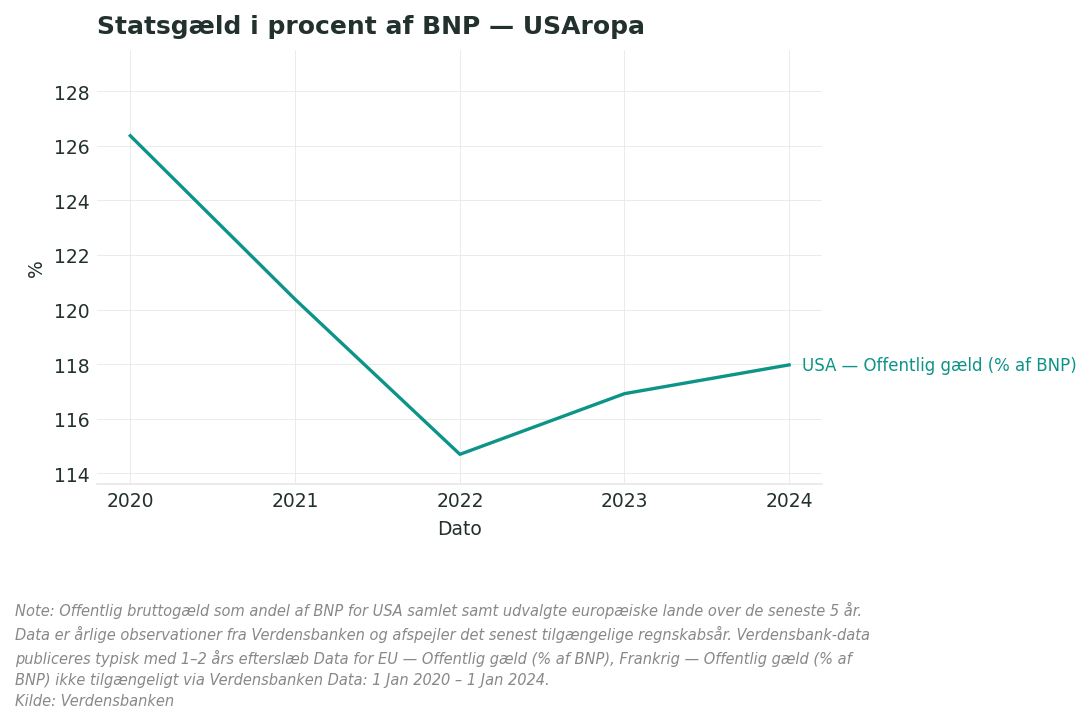 Statsgæld i procent af BNP — USAropa
128
126
124
122
120
118
116
114
%
USA — Offentlig gæld (% af BNP)
2020 2021 2022 2023 2024
Dato
Note: Offentlig bruttogæld som andel af BNP for USA samlet samt udvalgte europæiske lande over de seneste 5 år.
Data er årlige observationer fra Verdensbanken og afspejler det senest tilgængelige regnskabsår. Verdensbank-data
publiceres typisk med 1–2 års efterslæb Data for EU — Offentlig gæld (% af BNP), Frankrig — Offentlig gæld (% af
BNP) ikke tilgængeligt via Verdensbanken Data: 1 Jan 2020 – 1 Jan 2024.
Kilde: Verdensbanken